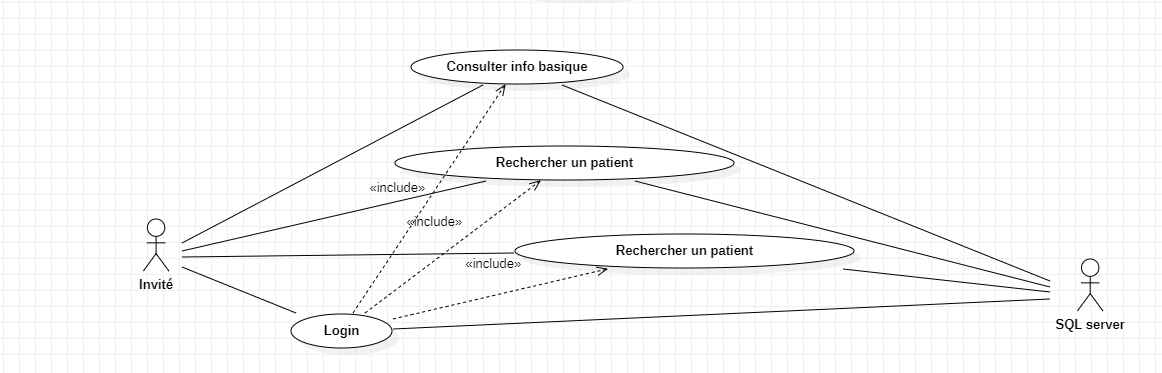 Consulter info basique
Rechercher un patient
«include»
«include»
Rechercher un patient
«include»
Invité
SQL server
Login